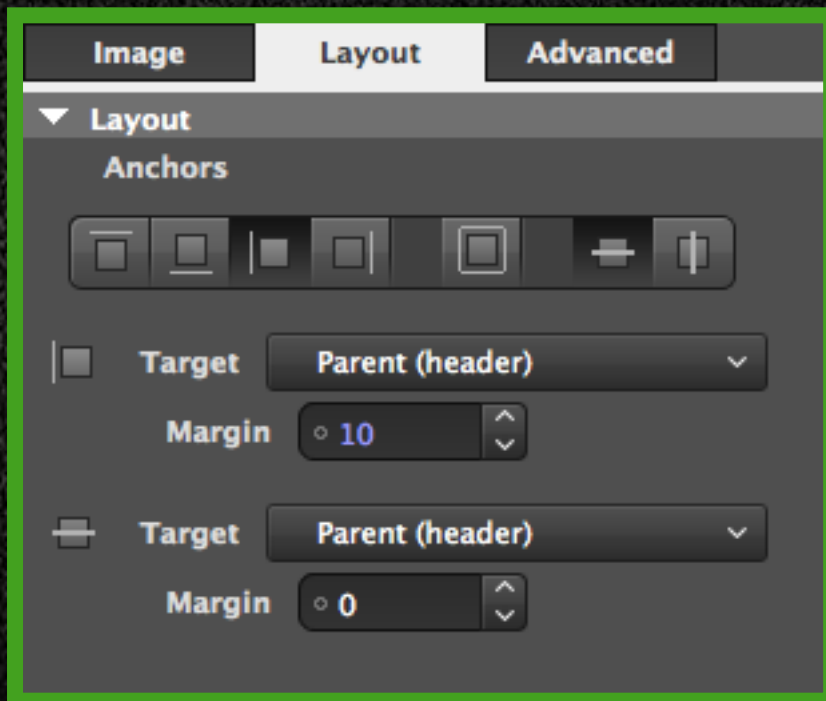 Image Layout Advanced
Layout
Anchors
Target Parent (header)
Margin 10
Target Parent (header)
Margin 0